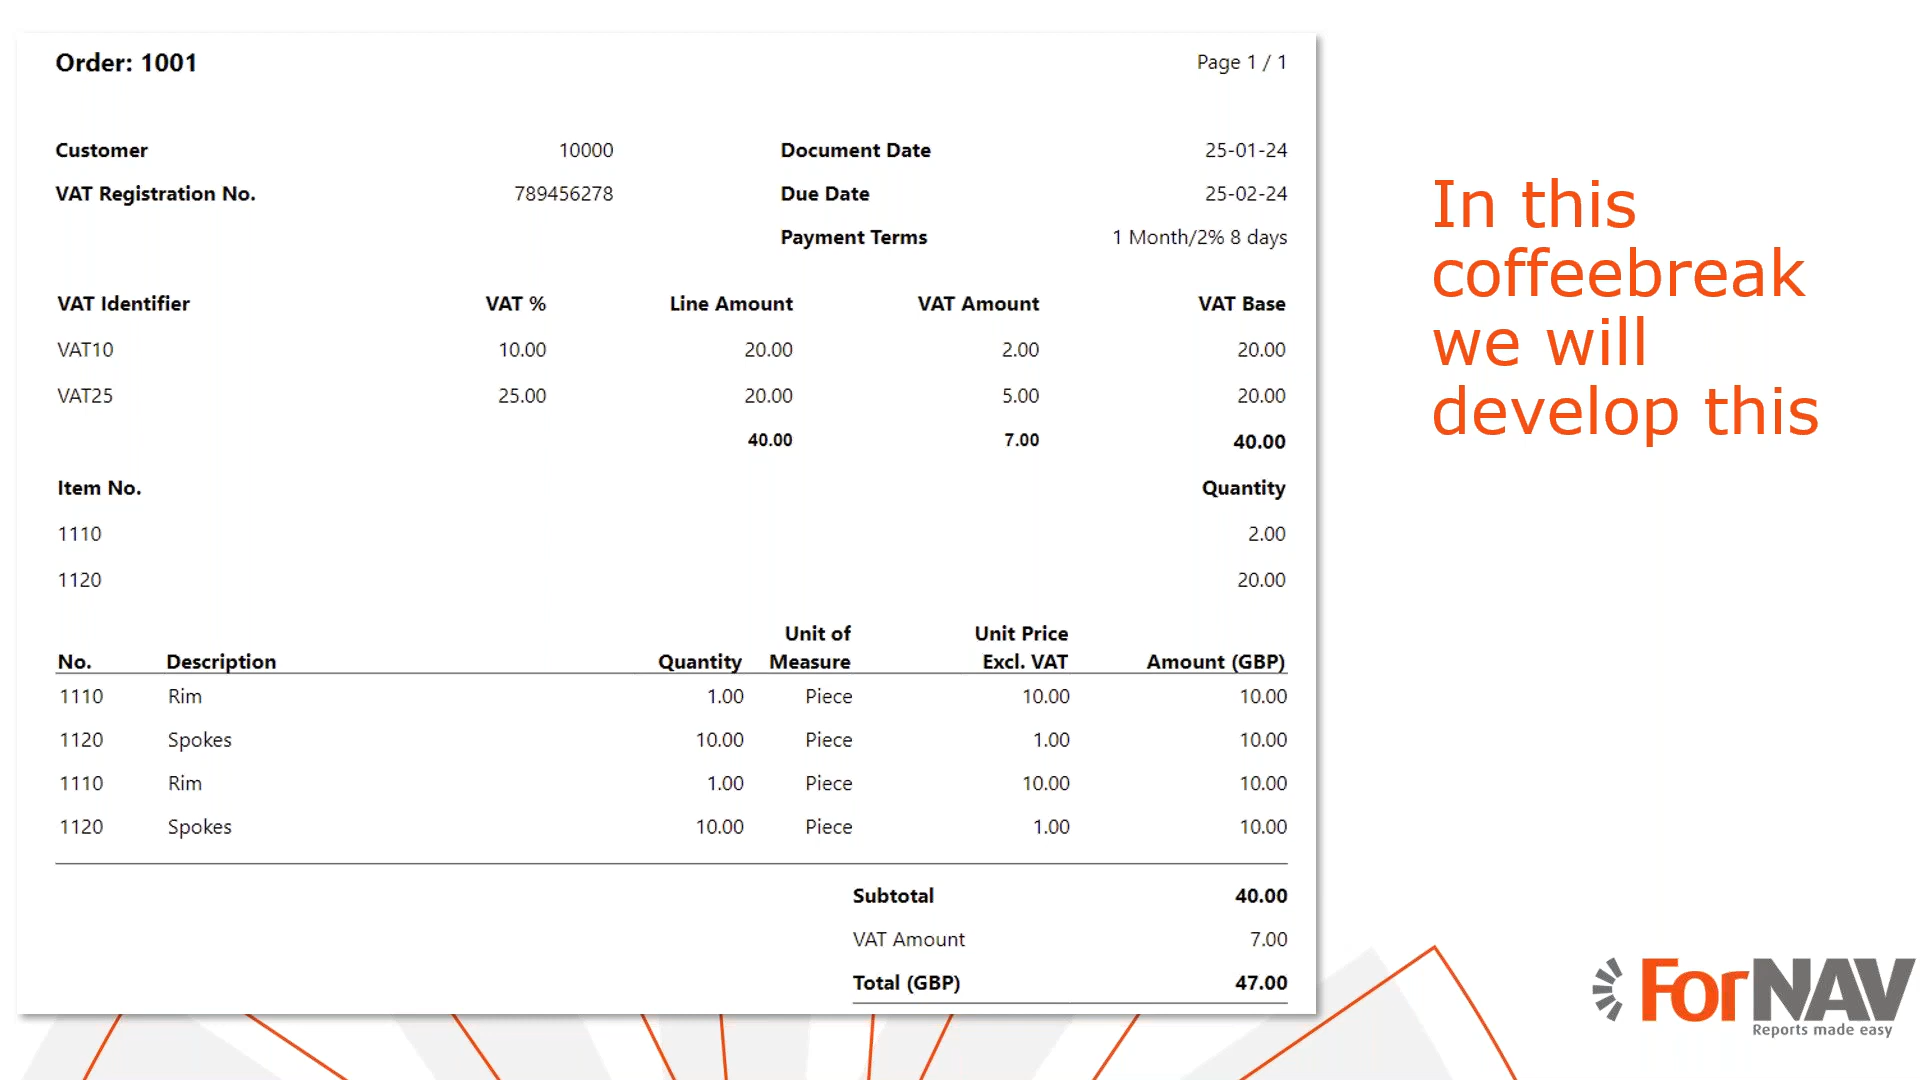 Order: 1001 Page 1 / 1
Customer 10000 Document Date 25-01-24
VAT Registration No. 789456278 Due Date 25-02-24
Payment Terms 1 Month/2% 8 days
VAT Identifier VAT % Line Amount VAT Amount VAT Base
VAT10 10.00 20.00 2.00 20.00
VAT25 25.00 20.00 5.00 20.00
40.00 7.00 40.00
Item No. Quantity
1110 2.00
1120 20.00
Unit of Unit Price
No. Description Quantity Measure Excl. VAT Amount (GBP)
1110 Rim 1.00 Piece 10.00 10.00
1120 Spokes 10.00 Piece 1.00 10.00
1110 Rim 1.00 Piece 10.00 10.00
1120 Spokes 10.00 Piece 1.00 10.00
Subtotal 40.00
VAT Amount 7.00
Total (GBP) 47.00
In this
coffeebreak
we will
develop this
ForNAV
Reports made easy